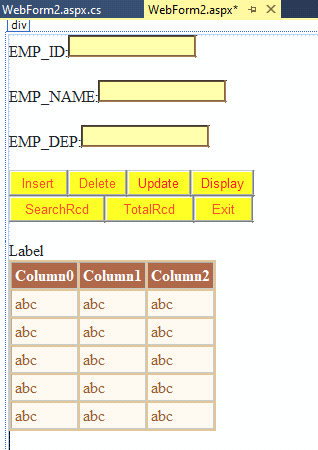 WebForm2.aspx.cs WebForm2.aspx*
div
EMP_ID:
EMP_NAME:
EMP_DEP:
Insert Delete Update Display
SearchRcd TotalRcd Exit
Label
Column0 Column1 Column2
abc abc abc
abc abc abc
abc abc abc
abc abc abc
abc abc abc